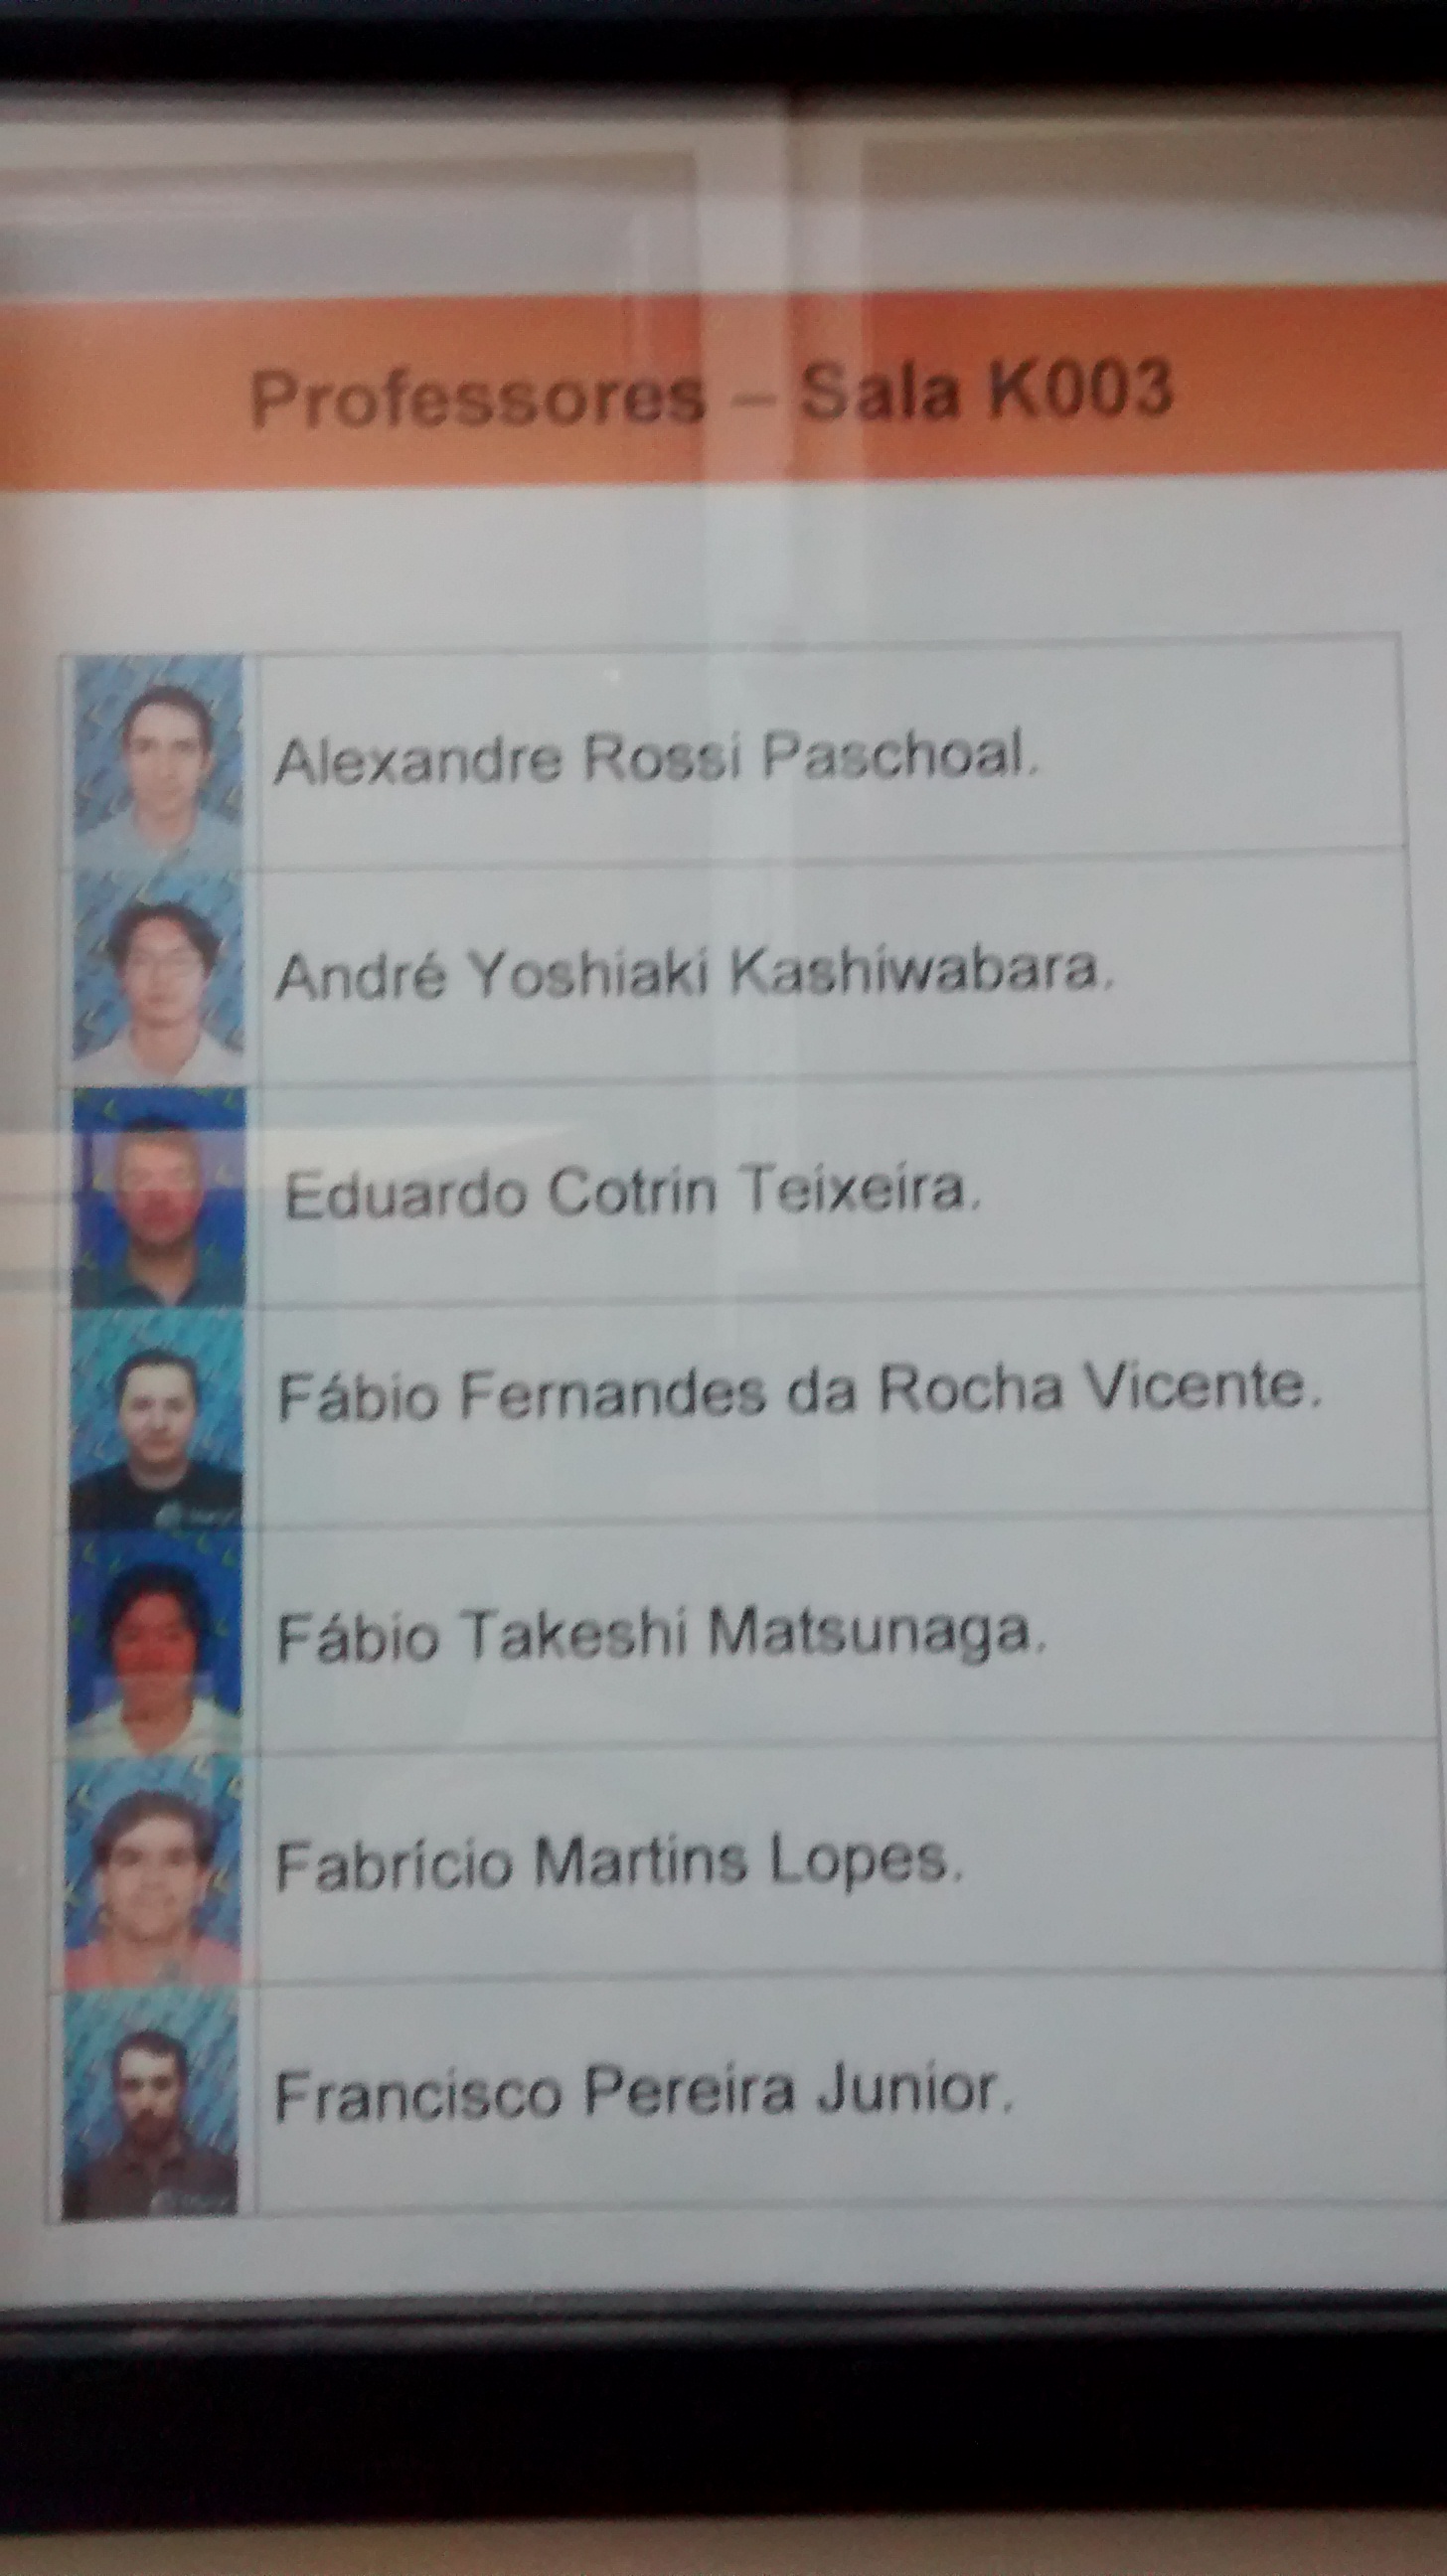 Professores – Sala K003
Alexandre Rossi Paschoal.
André Yoshiaki Kashiwabara.
Eduardo Cotrin Teixeira.
Fábio Fernandes da Rocha Vicente.
Fábio Takeshi Matsunaga.
Fabrício Martins Lopes.
Francisco Pereira Junior.